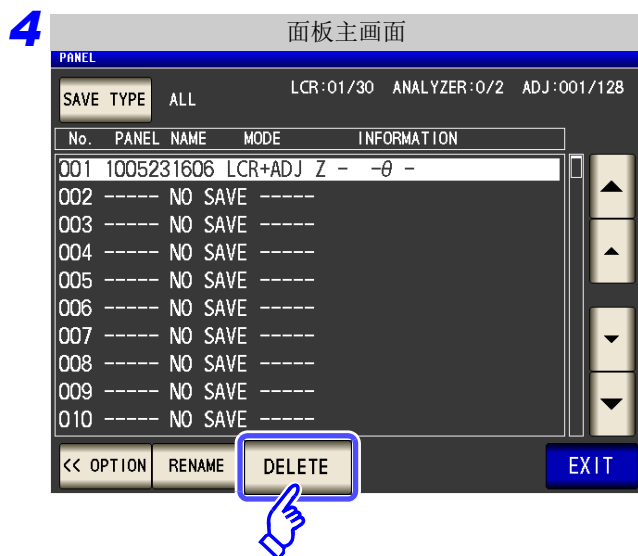 4
面板主画面
PANEL
SAVE TYPE ALL LCR:01/30 ANALYZER:0/2 ADJ:001/128
No. PANEL NAME MODE INFORMATION
001 1005231606 LCR+ADJ Z - -θ -
002 ----- NO SAVE -----
003 ----- NO SAVE -----
004 ----- NO SAVE -----
005 ----- NO SAVE -----
006 ----- NO SAVE -----
007 ----- NO SAVE -----
008 ----- NO SAVE -----
009 ----- NO SAVE -----
010 ----- NO SAVE -----
<< OPTION RENAME DELETE EXIT